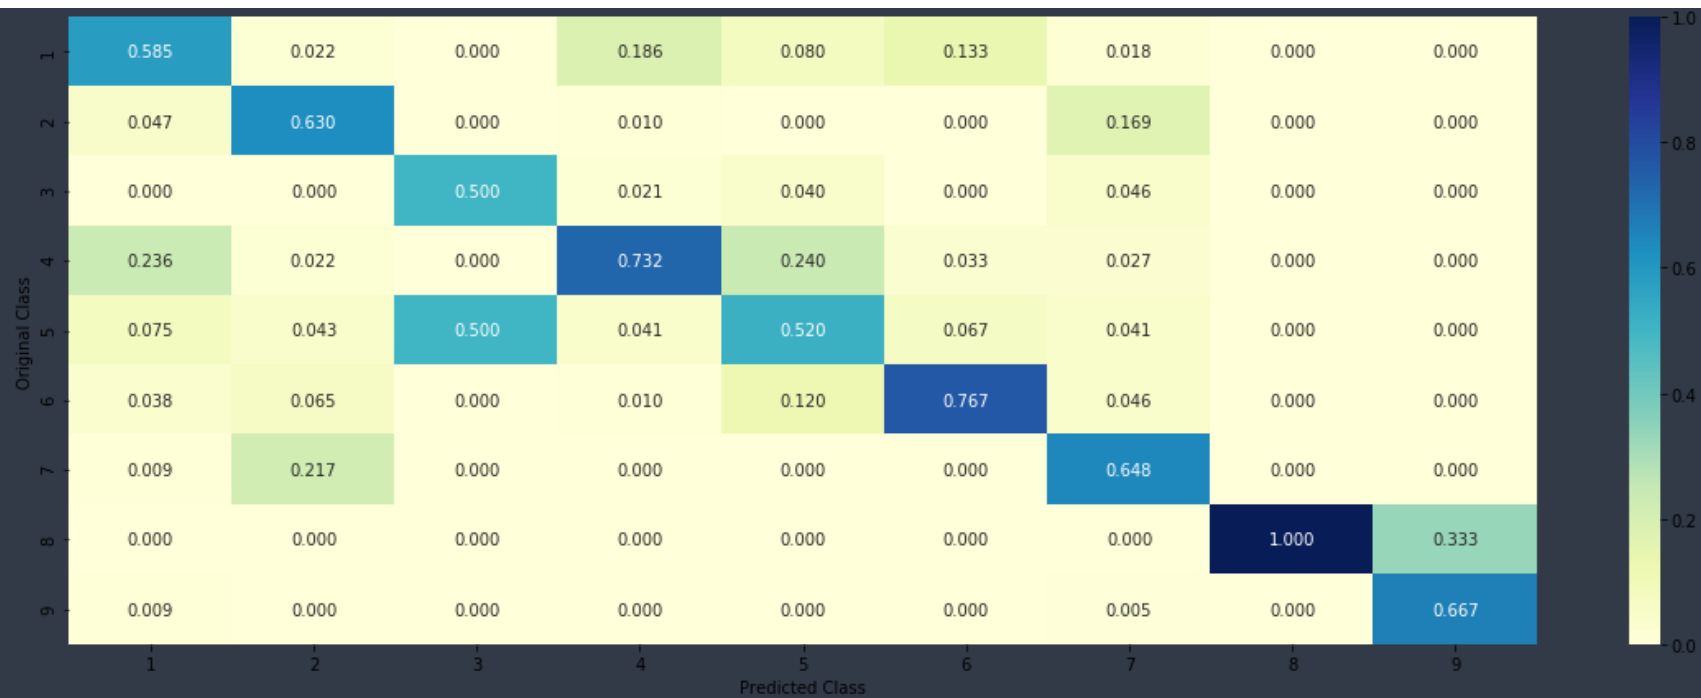 1 0.585 0.022 0.000 0.186 0.080 0.133 0.018 0.000 0.000
2 0.047 0.630 0.000 0.010 0.000 0.000 0.169 0.000 0.000
3 0.000 0.000 0.500 0.021 0.040 0.000 0.046 0.000 0.000
4 0.236 0.022 0.000 0.732 0.240 0.033 0.027 0.000 0.000
5 0.075 0.043 0.500 0.041 0.520 0.067 0.041 0.000 0.000
6 0.038 0.065 0.000 0.010 0.120 0.767 0.046 0.000 0.000
7 0.009 0.217 0.000 0.000 0.000 0.000 0.648 0.000 0.000
8 0.000 0.000 0.000 0.000 0.000 0.000 0.000 1.000 0.333
9 0.009 0.000 0.000 0.000 0.000 0.000 0.005 0.000 0.667
Original Class
1 2 3 4 5 6 7 8 9
Predicted Class
1.0
0.8
0.6
0.4
0.2
0.0